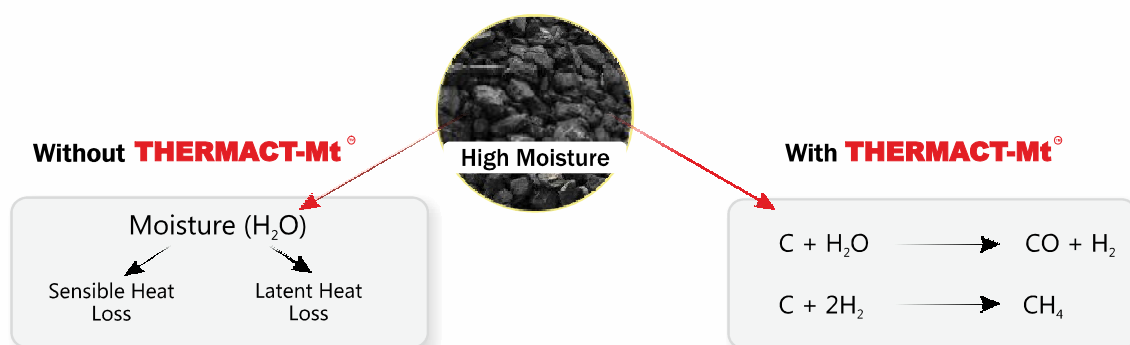 High Moisture
Without THERMACT-Mt
Moisture (H₂O)
Sensible Heat
Loss
Latent Heat
Loss
With THERMACT-Mt
C + H₂O → CO + H₂
C + 2H₂ → CH₄